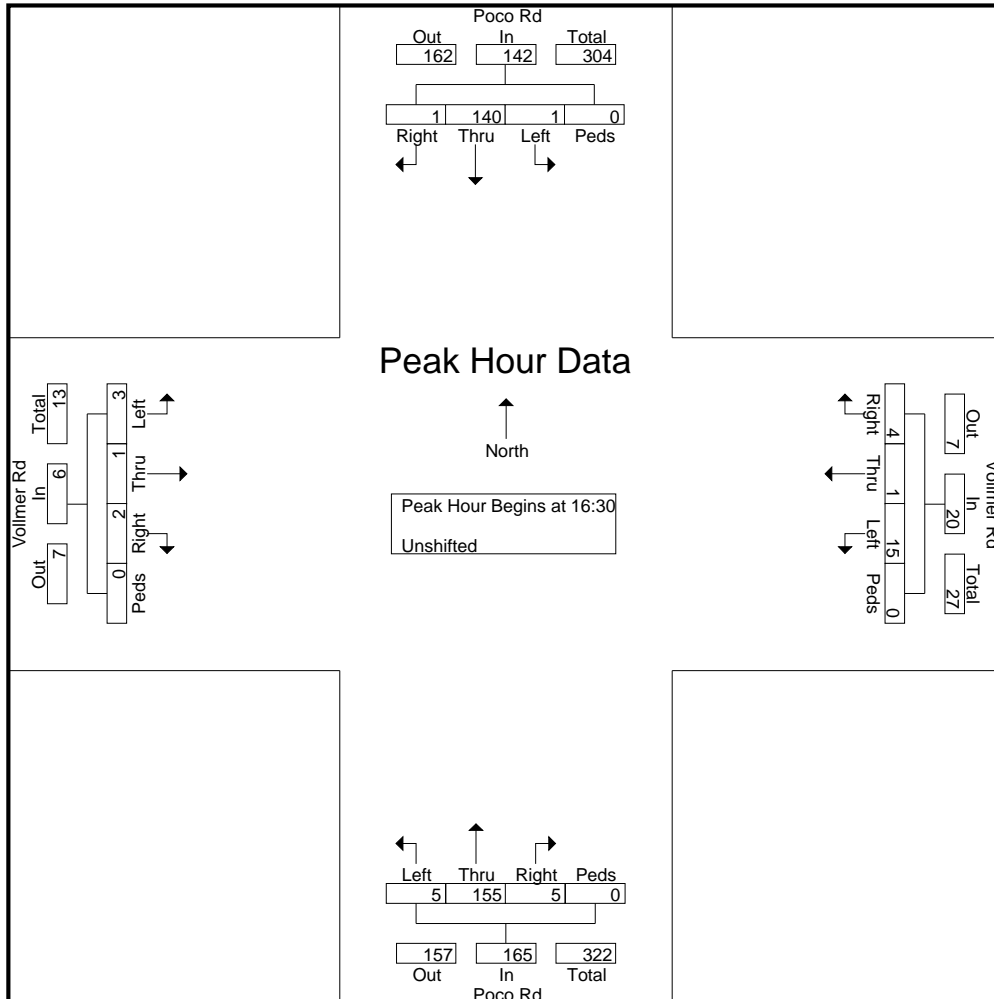 Poco Rd
Out In Total
162 142 304
1 140 1 0
Right Thru Left Peds
Peak Hour Data
North
Peak Hour Begins at 16:30
Unshifted
Vollmer Rd
Total In Out
13 6 7
3 1 2 0
Left Thru Right Peds
Right Thru Left Peds
4 1 15 0
7 20 27
Out In Total
Vollmer Rd
Left Thru Right Peds
5 155 5 0
157 165 322
Out In Total
Poco Rd